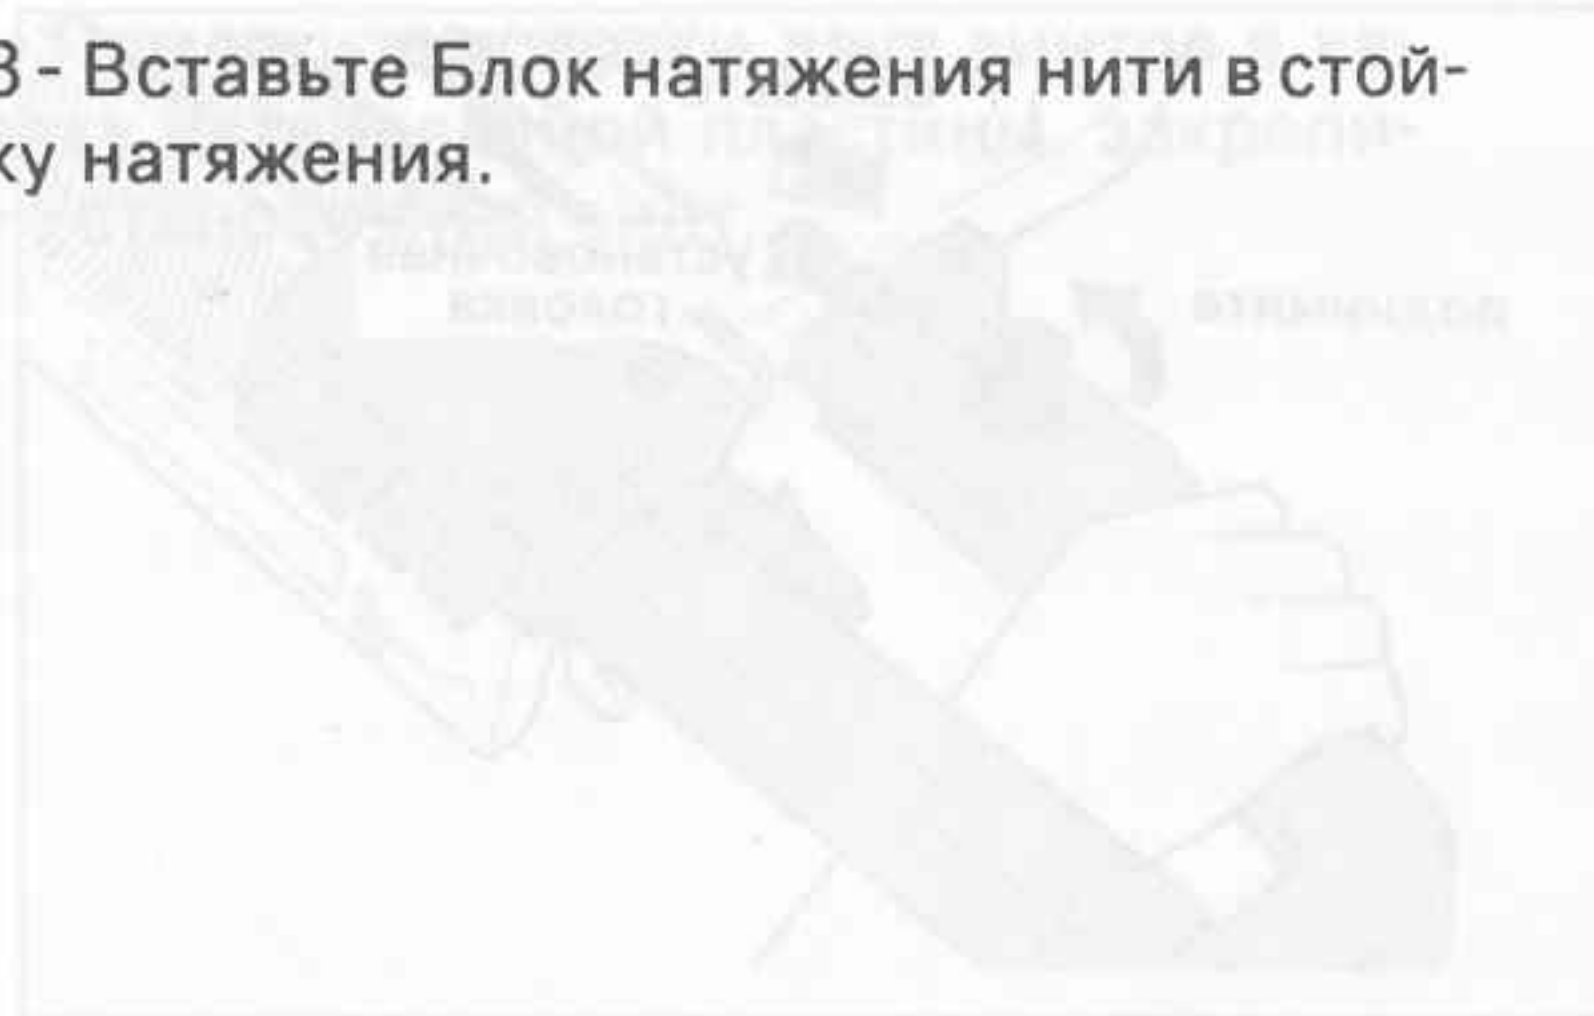 3 - Вставьте Блок натяжения нити в стой-
ку натяжения.